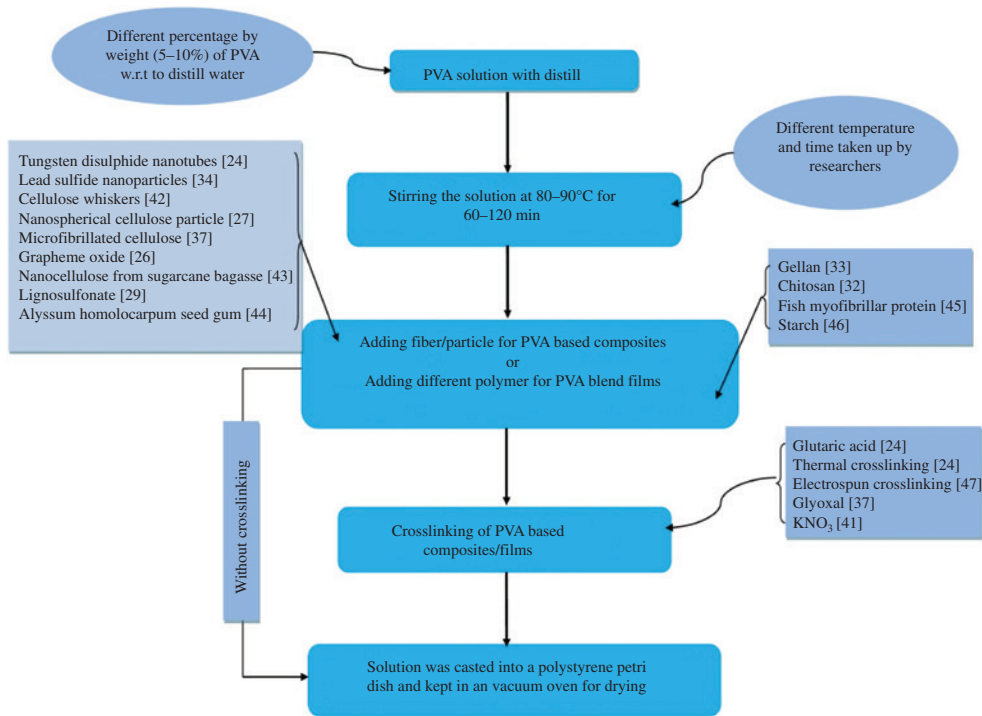 Different percentage by
weight (5–10%) of PVA
w.r.t to distill water
PVA solution with distill
Different temperature
and time taken up by
researchers
Tungsten disulphide nanotubes [24]
Lead sulfide nanoparticles [34]
Cellulose whiskers [42]
Nanospherical cellulose particle [27]
Microfibrillated cellulose [37]
Grapheme oxide [26]
Nanocellulose from sugarcane bagasse [43]
Lignosulfonate [29]
Alyssum homolocarpum seed gum [44]
Stirring the solution at 80–90°C for
60–120 min
Gellan [33]
Chitosan [32]
Fish myofibrillar protein [45]
Starch [46]
Adding fiber/particle for PVA based composites
or
Adding different polymer for PVA blend films
Without crosslinking
Glutaric acid [24]
Thermal crosslinking [24]
Electrospun crosslinking [47]
Glyoxal [37]
KNO₃ [41]
Crosslinking of PVA based
composites/films
Solution was casted into a polystyrene petri
dish and kept in an vacuum oven for drying